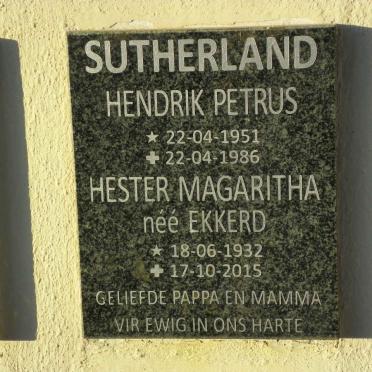 SUTHERLAND
HENDRIK PETRUS
★ 22-04-1951
✚ 22-04-1986
HESTER MAGARITHA
néé EKKERD
★ 18-06-1932
✚ 17-10-2015
GELIEFDE PAPPA EN MAMMA
VIR EWIG IN ONS HARTE